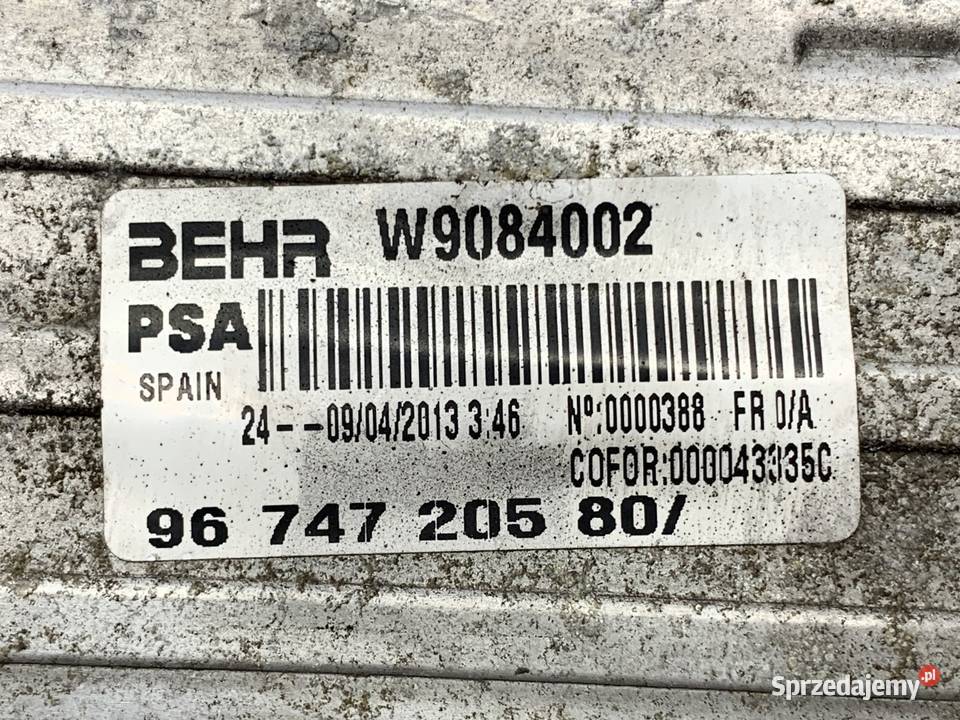 BEHR W9084002
PSA
SPAIN
24--09/04/2013 3:46 Nº:0000388 FR 0/A
COFOR:000043335C
96 747 205 80/
Sprzedajemy.pl